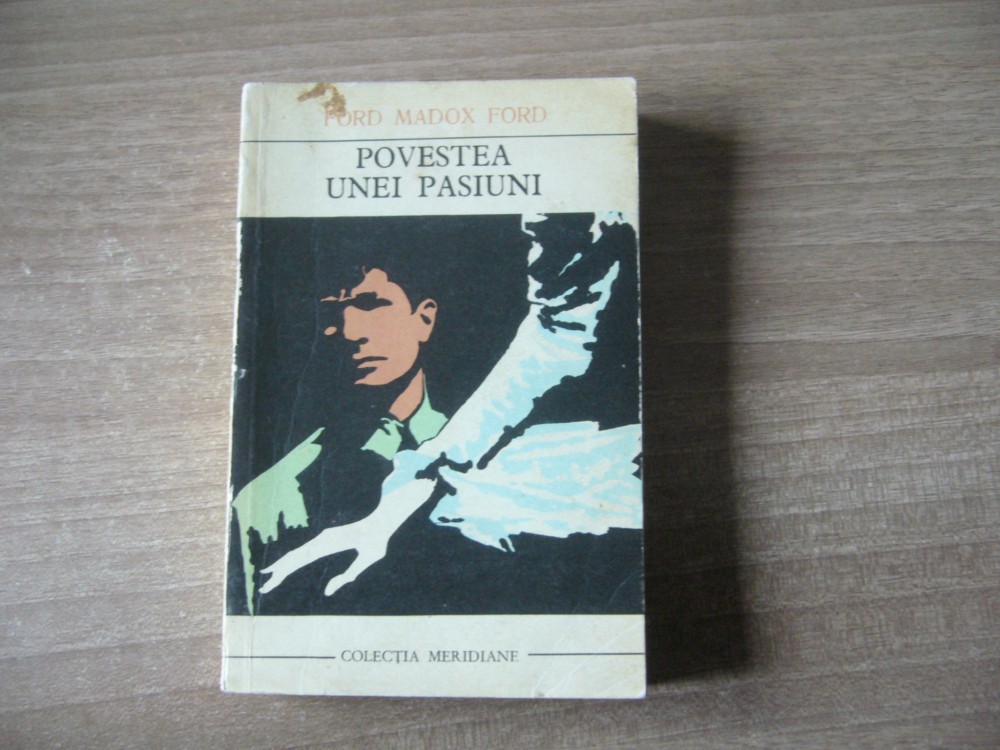 FORD MADOX FORD
POVESTEA
UNEI PASIUNI
COLECȚIA MERIDIANE